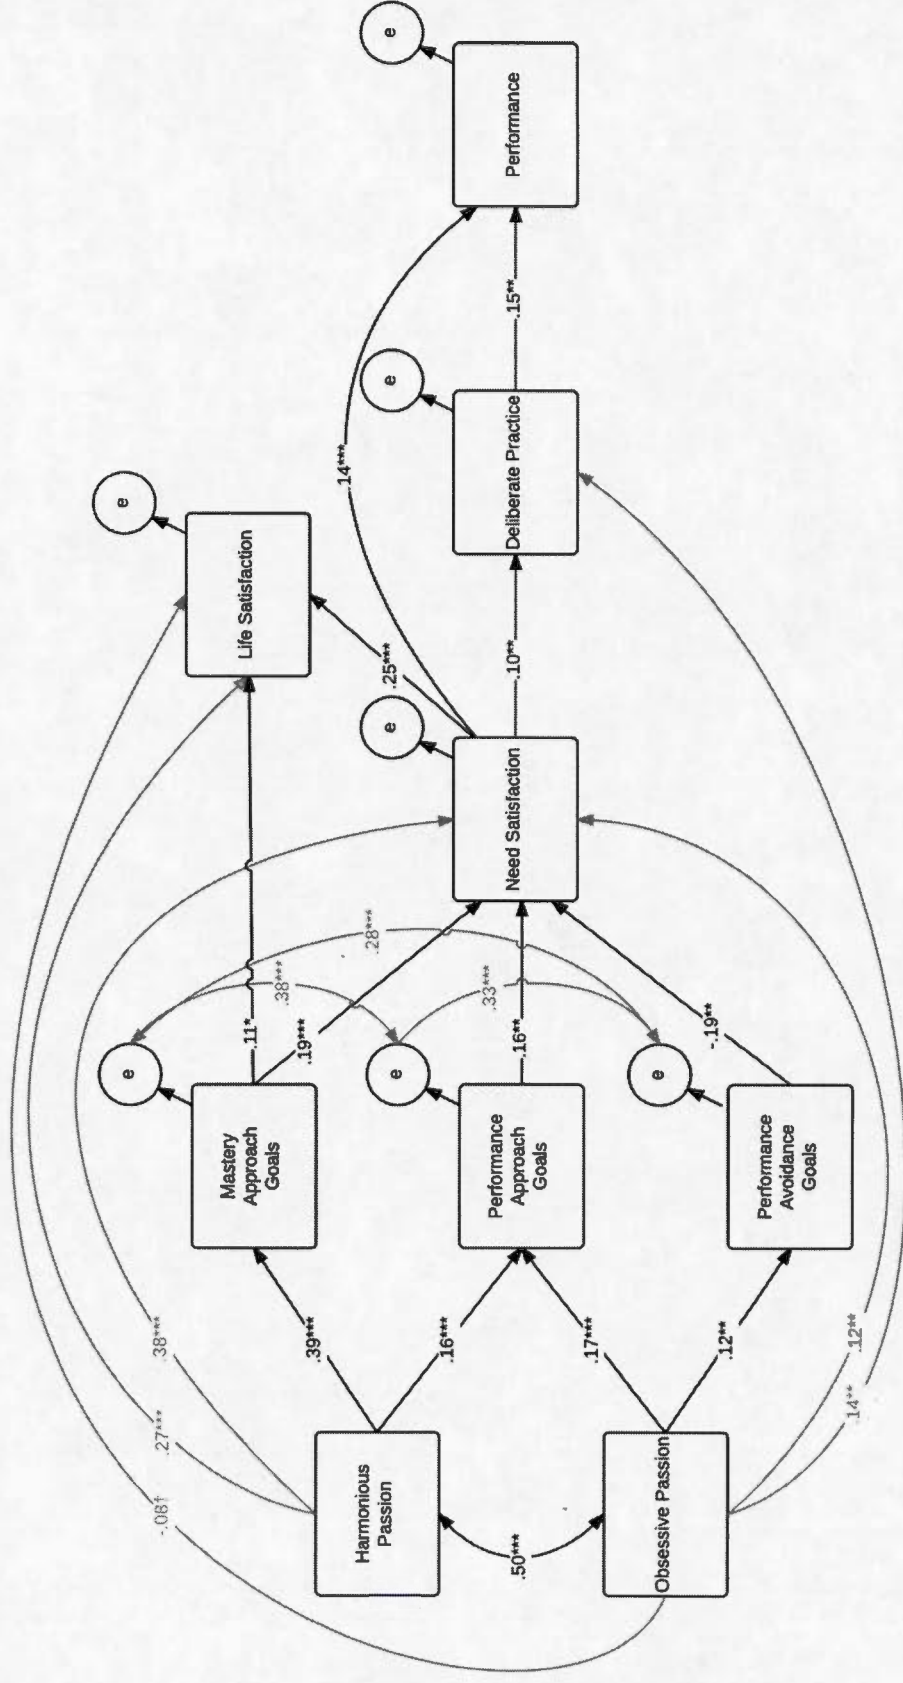 -.08†
.27***
.38***
Harmonious
Passion
.50***
Obsessive Passion
.39***
.16***
.17***
.12**
.12**
.14**
Mastery
Approach
Goals
e
Performance
Approach
Goals
e
Performance
Avoidance
Goals
e
.11*
.19***
.38***
.28***
.33***
.16**
-.19**
Need Satisfaction
e
.25***
.14***
.10**
Life Satisfaction
e
Deliberate Practice
e
.15**
Performance
e